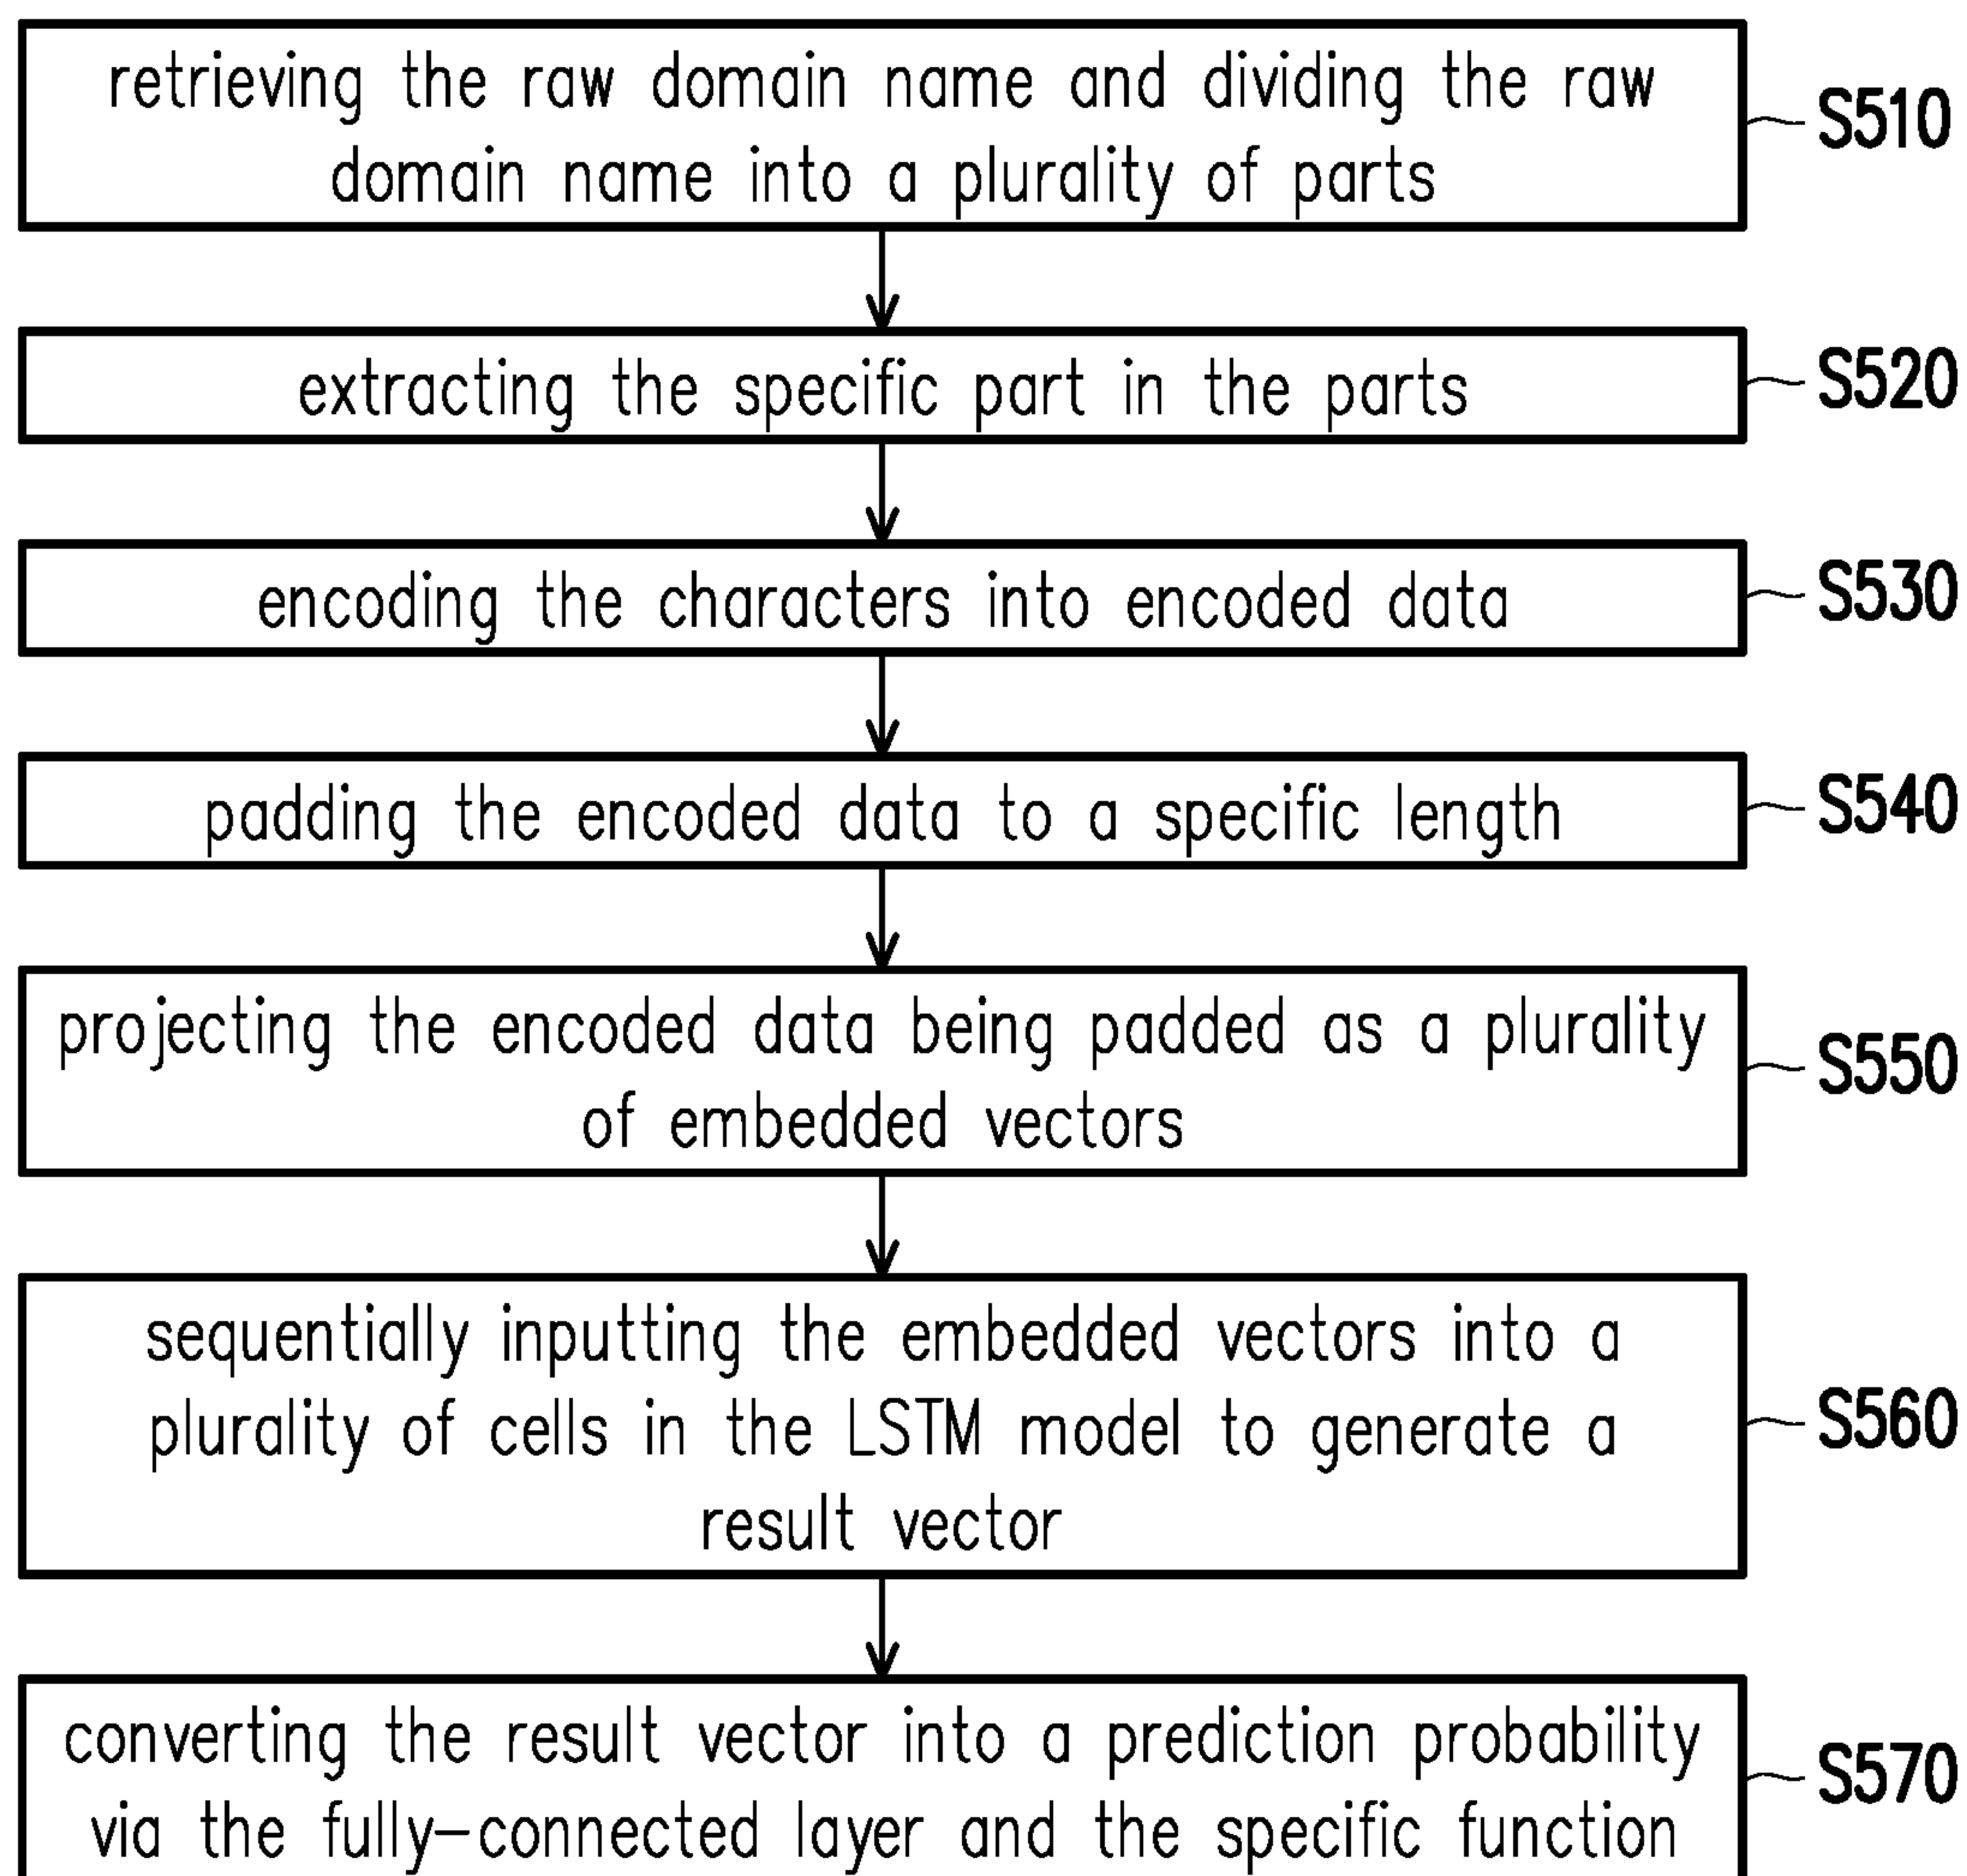 retrieving the raw domain name and dividing the raw
domain name into a plurality of parts
S510
extracting the specific part in the parts
S520
encoding the characters into encoded data
S530
padding the encoded data to a specific length
S540
projecting the encoded data being padded as a plurality
of embedded vectors
S550
sequentially inputting the embedded vectors into a
plurality of cells in the LSTM model to generate a
result vector
S560
converting the result vector into a prediction probability
via the fully-connected layer and the specific function
S570